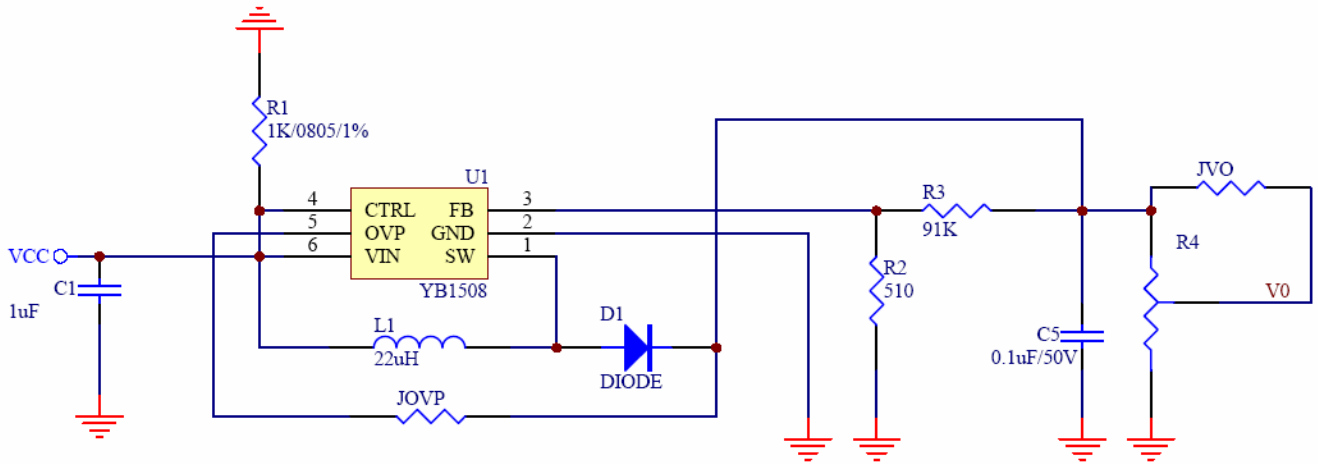 R1
1K/0805/1%
U1
4
CTRL
FB
3
5
OVP
GND
2
6
VIN
SW
1
YB1508
VCC
C1
1uF
L1
22uH
D1
DIODE
JOVP
R3
91K
R2
510
C5
0.1uF/50V
JVO
R4
V0